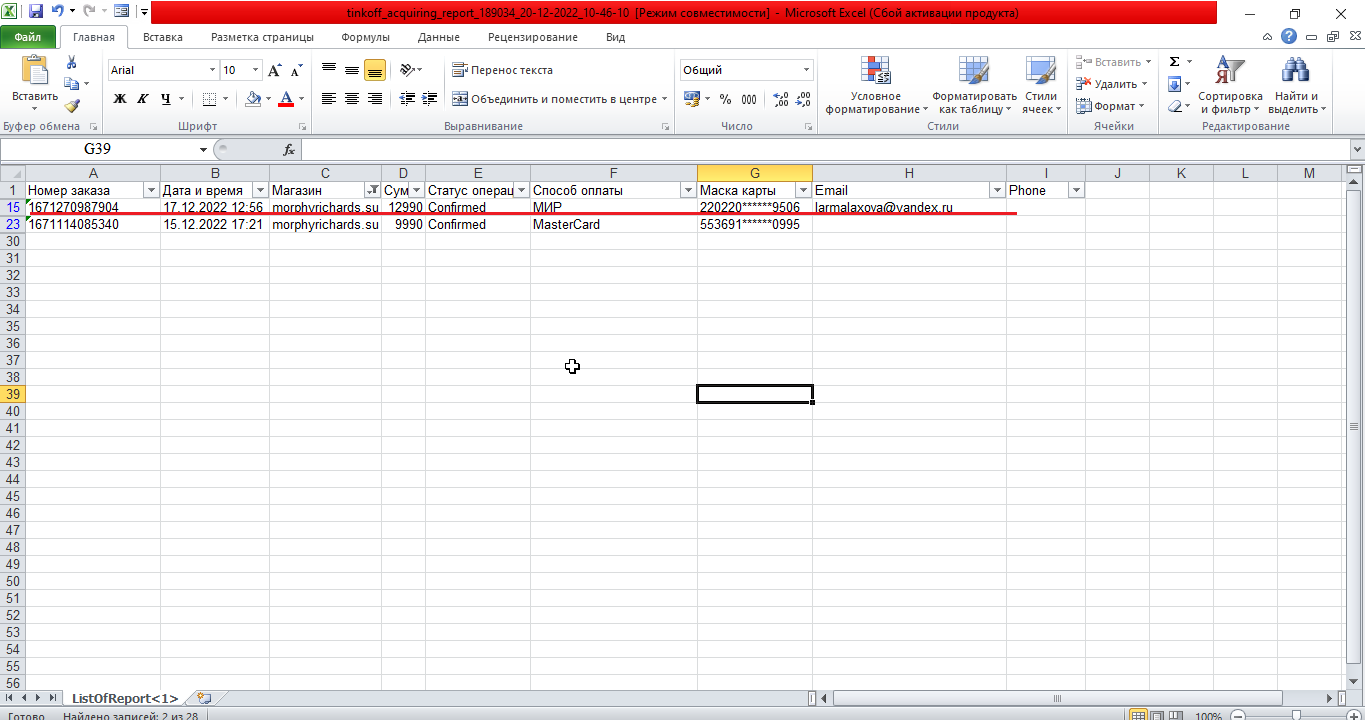 tinkoff_acquiring_report_189034_20-12-2022_10-46-10 [Режим совместимости] - Microsoft Excel (Сбой активации продукта)
Файл Главная Вставка Разметка страницы Формулы Данные Рецензирование Вид
Вставить
Буфер обмена
Arial 10
Ж К Ч
Шрифт
Перенос текста
Объединить и поместить в центре
Выравнивание
Общий
% 000
Число
Условное форматирование
Форматировать как таблицу
Стили ячеек
Стили
Вставить
Удалить
Формат
Ячейки
Σ
Сортировка и фильтр
Найти и выделить
Редактирование
G39 fx
A B C D E F G H I J K L M
1 Номер заказа Дата и время Магазин Сум Статус операц Способ оплаты Маска карты Email Phone
15 1671270987904 17.12.2022 12:56 morphyrichards.su 12990 Confirmed МИР 220220******9506 larmalaxova@yandex.ru
23 1671114085340 15.12.2022 17:21 morphyrichards.su 9990 Confirmed MasterCard 553691******0995
30
31
32
33
34
35
36
37
38
39
40
41
42
43
44
45
46
47
48
49
50
51
52
53
54
55
56
ListOfReport<1>
Готово Найдено записей: 2 из 28 100%